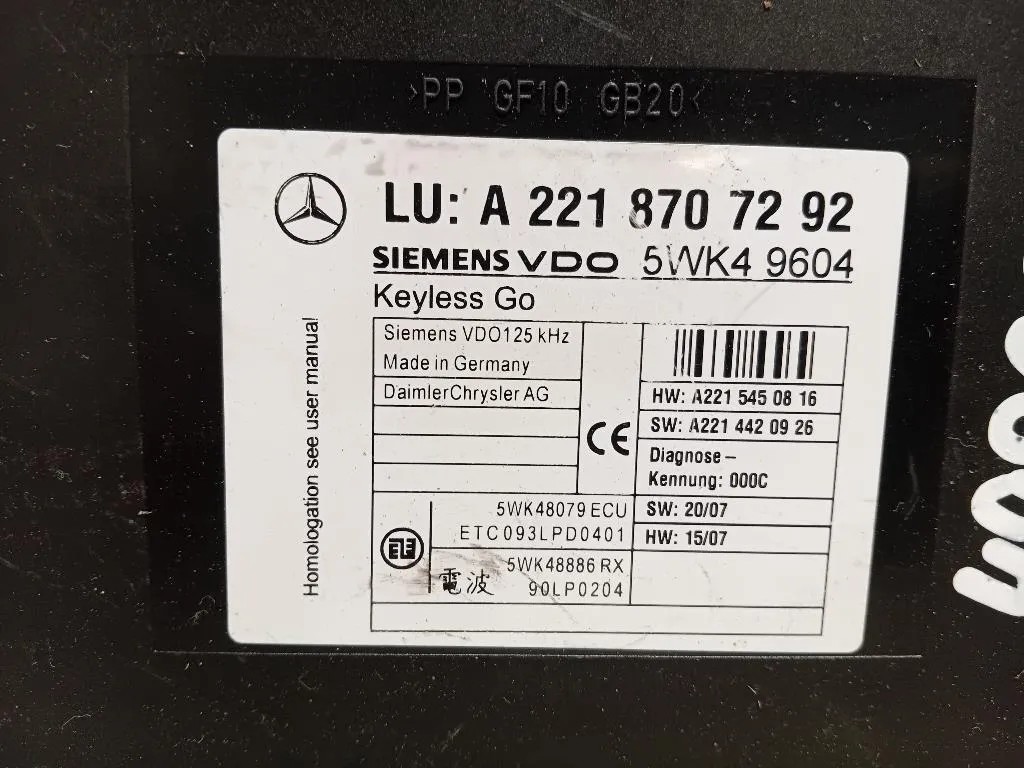 >PP GF10 GB20<
LU: A 221 870 72 92
SIEMENS VDO 5WK4 9604
Keyless Go
Homologation see user manual
Siemens VDO125 kHz
Made in Germany
DaimlerChrysler AG
CE
HW: A221 545 08 16
SW: A221 442 09 26
Diagnose-
Kennung: 000C
SW: 20/07
HW: 15/07
5WK48079 ECU
ETC093LPD0401
5WK48886 RX
電波 90LP0204